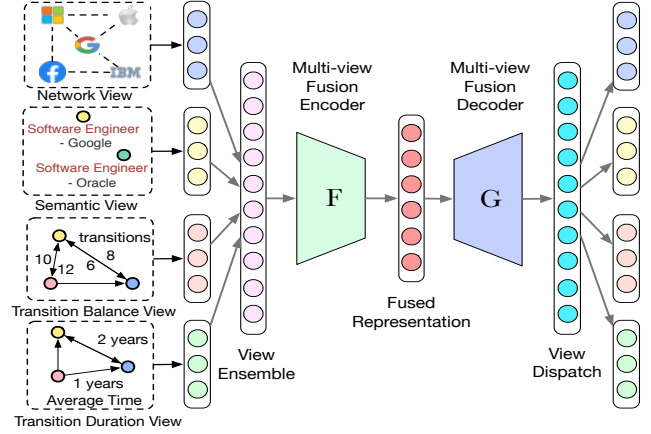 IBM
Network View
Software Engineer
- Google
Software Engineer
- Oracle
Semantic View
transitions
10
12
6
8
Transition Balance View
2 years
1 years
Average Time
Transition Duration View
View
Ensemble
Multi-view
Fusion
Encoder
F
Fused
Representation
Multi-view
Fusion
Decoder
G
View
Dispatch